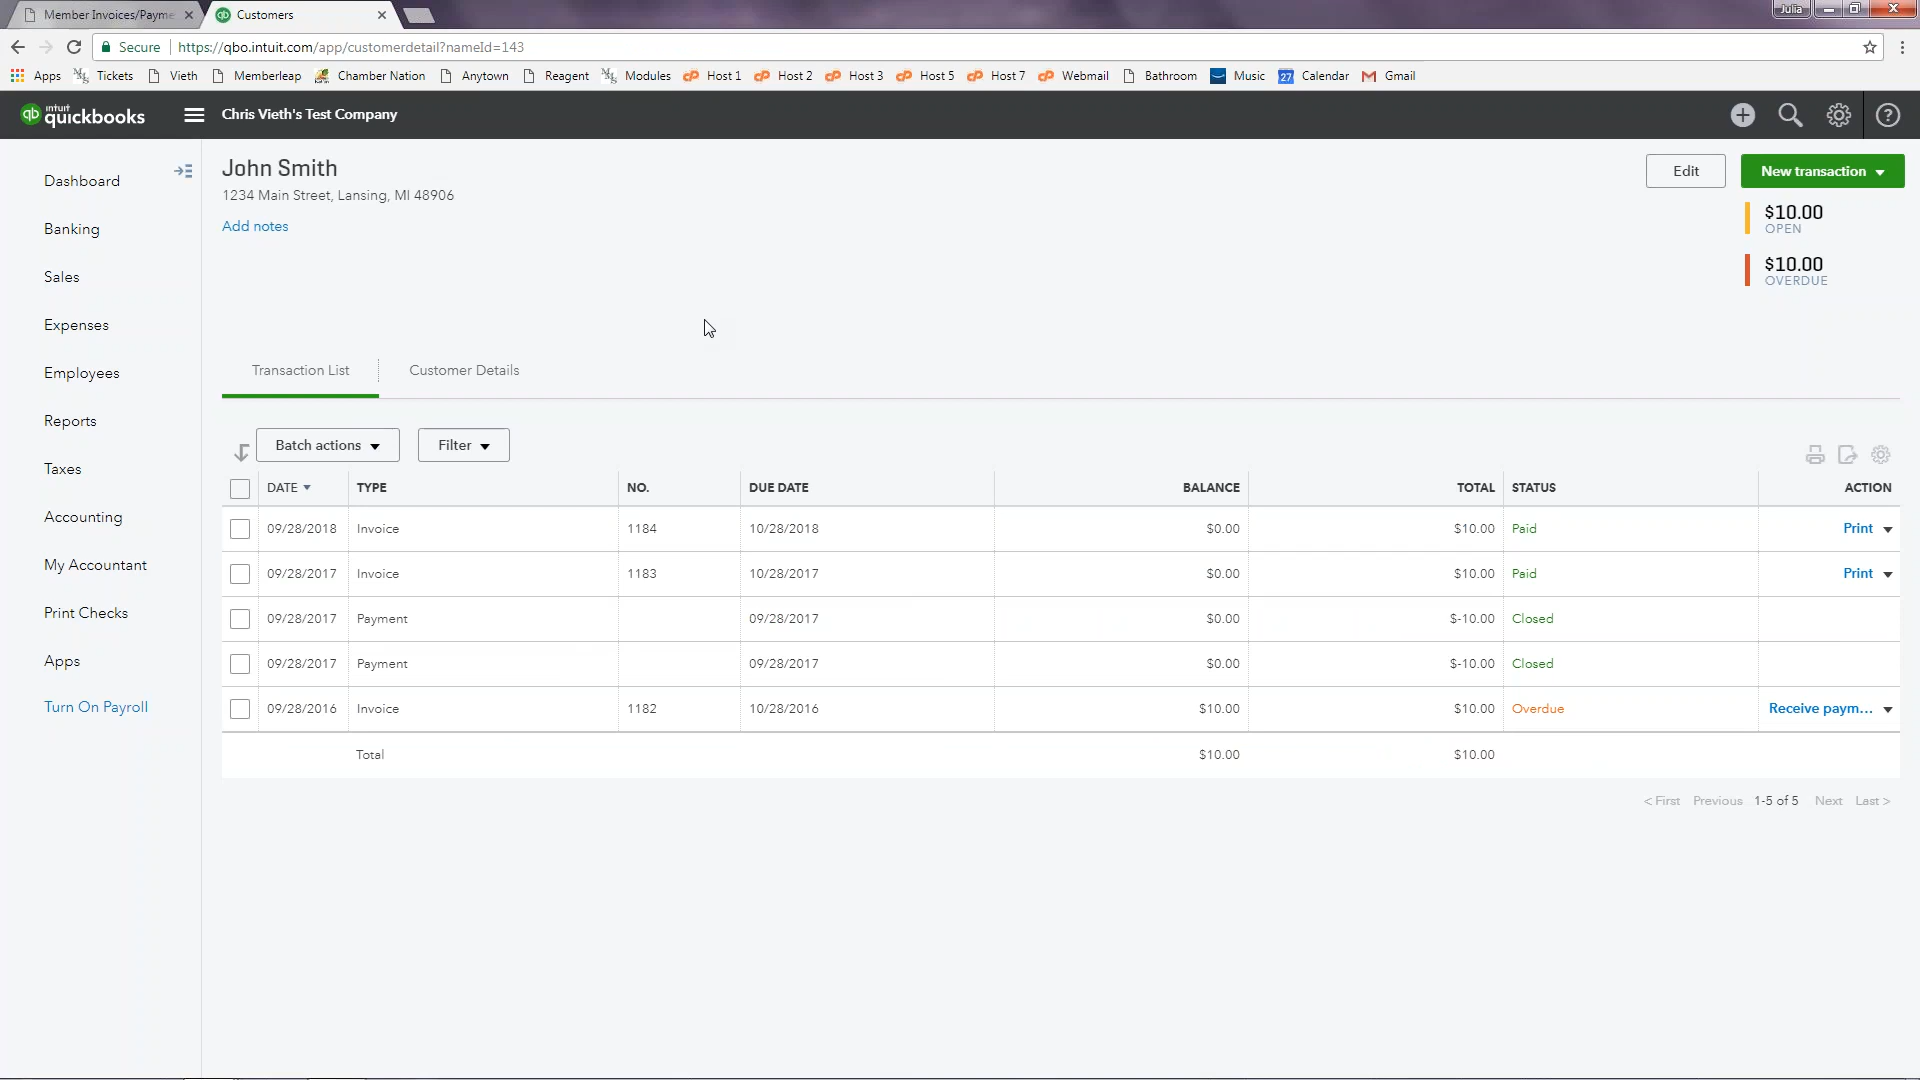 Member Invoices/Payme
Customers
Julia
Secure https://qbo.intuit.com/app/customerdetail?nameId=143
Apps Tickets Vieth Memberleap Chamber Nation Anytown Reagent Modules Host 1 Host 2 Host 3 Host 5 Host 7 Webmail Bathroom Music Calendar Gmail
intuit quickbooks Chris Vieth's Test Company
Dashboard
Banking
Sales
Expenses
Employees
Reports
Taxes
Accounting
My Accountant
Print Checks
Apps
Turn On Payroll
John Smith
1234 Main Street, Lansing, MI 48906
Add notes
Edit New transaction
$10.00
OPEN
$10.00
OVERDUE
Transaction List Customer Details
Batch actions Filter
DATE TYPE NO. DUE DATE BALANCE TOTAL STATUS ACTION
09/28/2018 Invoice 1184 10/28/2018 $0.00 $10.00 Paid Print
09/28/2017 Invoice 1183 10/28/2017 $0.00 $10.00 Paid Print
09/28/2017 Payment 09/28/2017 $0.00 $-10.00 Closed
09/28/2017 Payment 09/28/2017 $0.00 $-10.00 Closed
09/28/2016 Invoice 1182 10/28/2016 $10.00 $10.00 Overdue Receive paym...
Total $10.00 $10.00
< First Previous 1-5 of 5 Next Last >